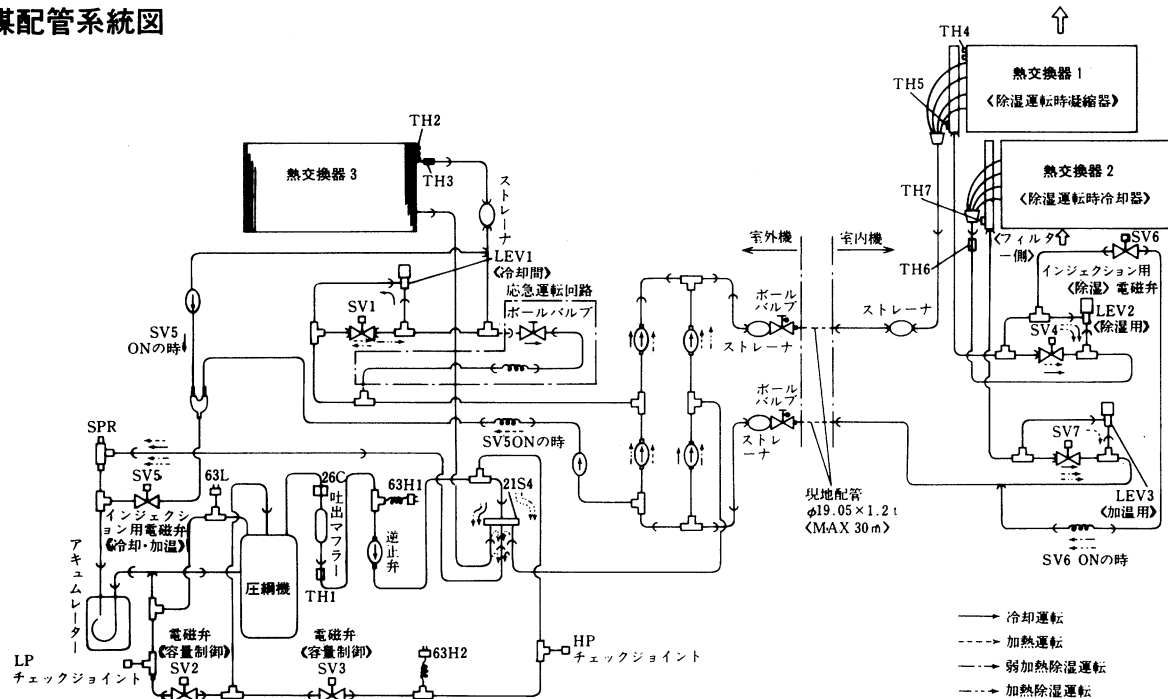 媒配管系統図
TH4
熱交換器 1
《除湿運転時凝縮器》
TH5
TH2
熱交換器 3
TH3
ストレーナ
熱交換器 2
《除湿運転時冷却器》
TH7
TH6
《フィルター側》
SV6
インジェクション用
《除湿》電磁弁
室外機
室内機
LEV1
《冷却間》
応急運転回路
ボールバルブ
SV1
SV5
ONの時
ボール
バルブ
ストレーナ
ストレーナ
LEV2
《除湿用》
SV4
ボール
バルブ
ストレ
ーナ
SV5ONの時
SPR
SV5
63L
26C
63H1
21S4
SV7
LEV3
《加温用》
インジェクシ
ョン用電磁弁
《冷却・加温》
吐出マフラー
逆止弁
現地配管
φ19.05×1.2 t
《MAX 30m》
SV6 ONの時
アキュムレーター
圧綱機
TH1
電磁弁
《容量制御》
SV2
電磁弁
《容量制御》
SV3
63H2
LP
チェックジョイント
HP
チェックジョイント
冷却運転
加熱運転
弱加熱除湿運転
加熱除湿運転